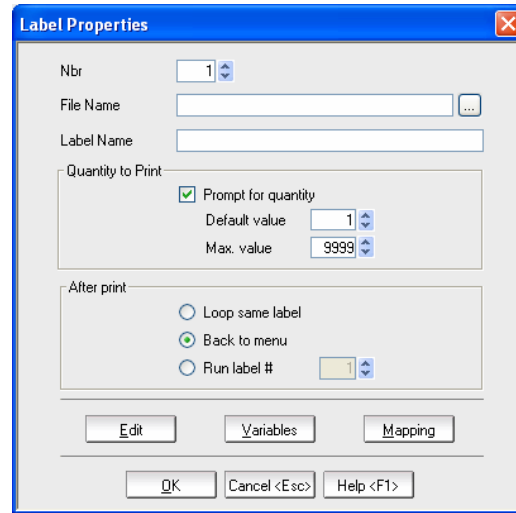 Label Properties
Nbr 1
File Name ...
Label Name
Quantity to Print
Prompt for quantity
Default value 1
Max. value 9999
After print
Loop same label
Back to menu
Run label # 1
Edit Variables Mapping
OK Cancel <Esc> Help <F1>